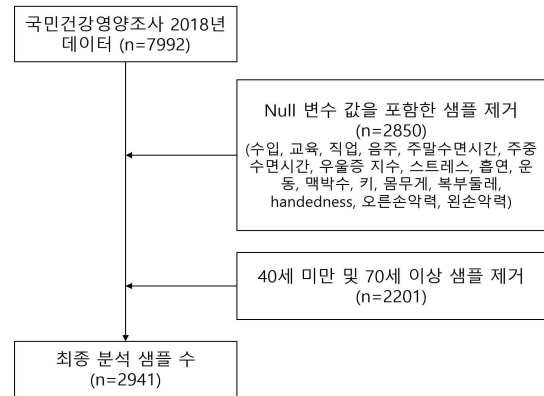 국민건강영양조사 2018년
데이터 (n=7992)
Null 변수 값을 포함한 샘플 제거
(n=2850)
(수입, 교육, 직업, 음주, 주말수면시간, 주중
수면시간, 우울증 지수, 스트레스, 흡연, 운
동, 맥박수, 키, 몸무게, 복부둘레,
handedness, 오른손악력, 왼손악력)
40세 미만 및 70세 이상 샘플 제거
(n=2201)
최종 분석 샘플 수
(n=2941)